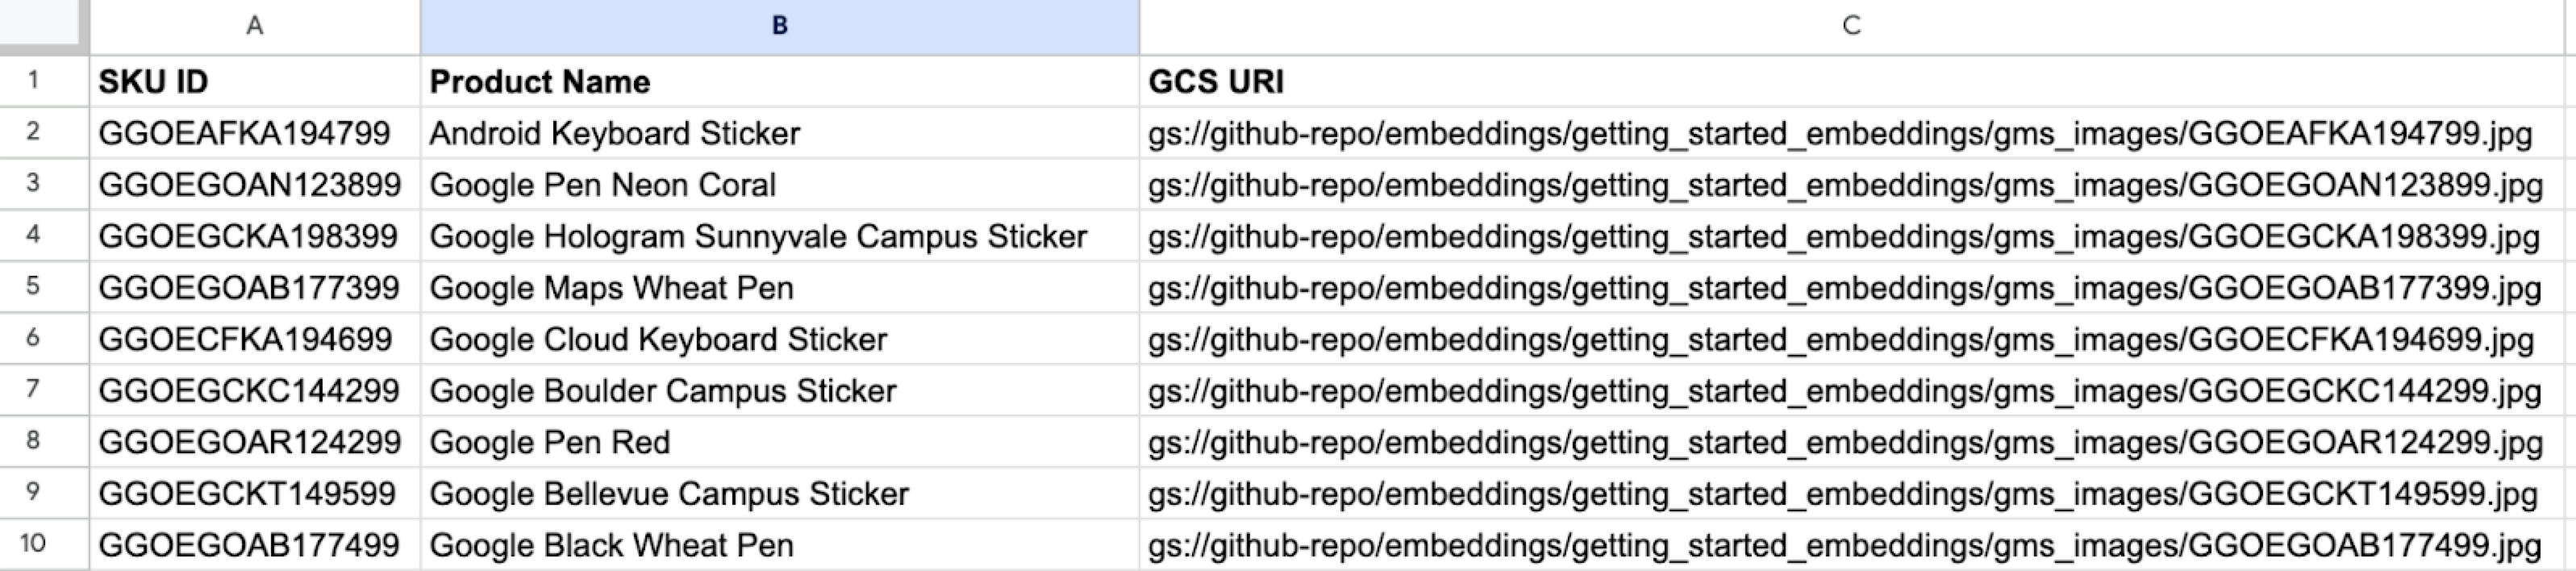 A B C
1 SKU ID Product Name GCS URI
2 GGOEAFKA194799 Android Keyboard Sticker gs://github-repo/embeddings/getting_started_embeddings/gms_images/GGOEAFKA194799.jpg
3 GGOEGOAN123899 Google Pen Neon Coral gs://github-repo/embeddings/getting_started_embeddings/gms_images/GGOEGOAN123899.jpg
4 GGOEGCKA198399 Google Hologram Sunnyvale Campus Sticker gs://github-repo/embeddings/getting_started_embeddings/gms_images/GGOEGCKA198399.jpg
5 GGOEGOAB177399 Google Maps Wheat Pen gs://github-repo/embeddings/getting_started_embeddings/gms_images/GGOEGOAB177399.jpg
6 GGOECFKA194699 Google Cloud Keyboard Sticker gs://github-repo/embeddings/getting_started_embeddings/gms_images/GGOECFKA194699.jpg
7 GGOEGCKC144299 Google Boulder Campus Sticker gs://github-repo/embeddings/getting_started_embeddings/gms_images/GGOEGCKC144299.jpg
8 GGOEGOAR124299 Google Pen Red gs://github-repo/embeddings/getting_started_embeddings/gms_images/GGOEGOAR124299.jpg
9 GGOEGCKT149599 Google Bellevue Campus Sticker gs://github-repo/embeddings/getting_started_embeddings/gms_images/GGOEGCKT149599.jpg
10 GGOEGOAB177499 Google Black Wheat Pen gs://github-repo/embeddings/getting_started_embeddings/gms_images/GGOEGOAB177499.jpg